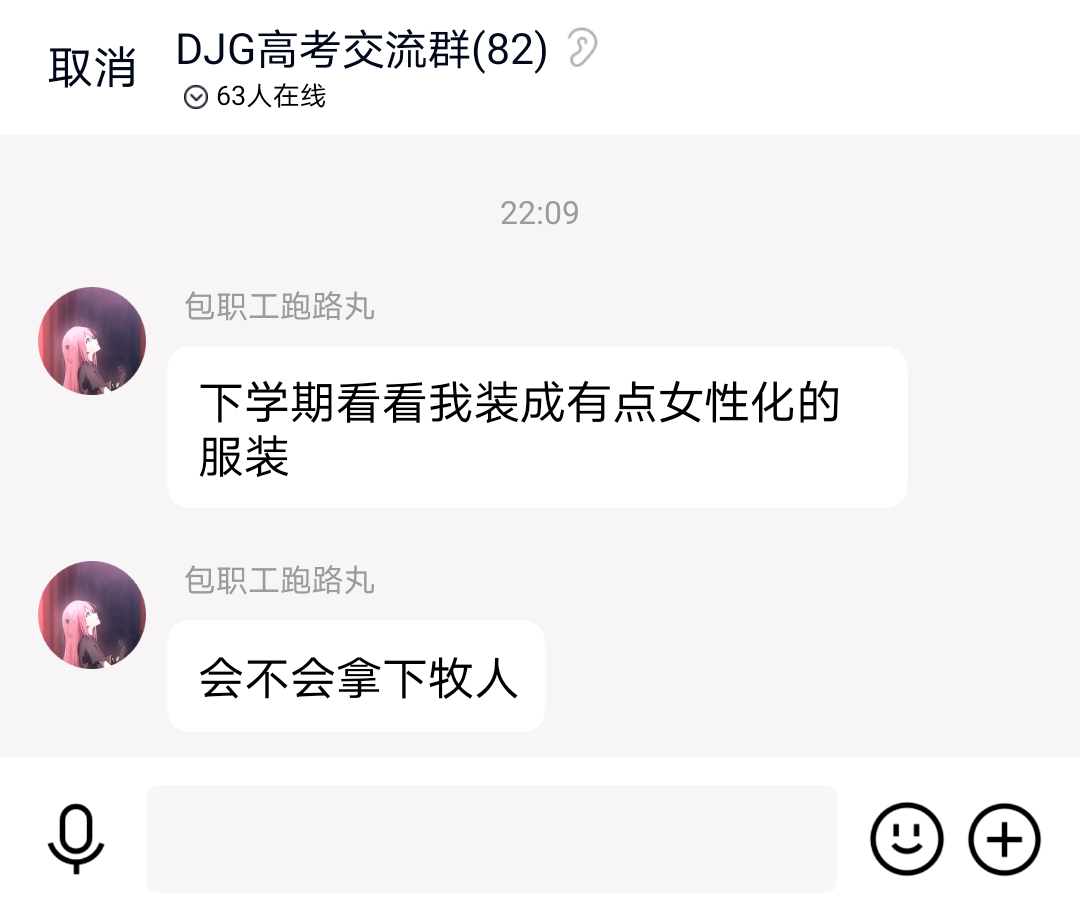 取消
DJG高考交流群(82)
63人在线
22:09
包职工跑路丸
下学期看看我装成有点女性化的
服装
包职工跑路丸
会不会拿下牧人